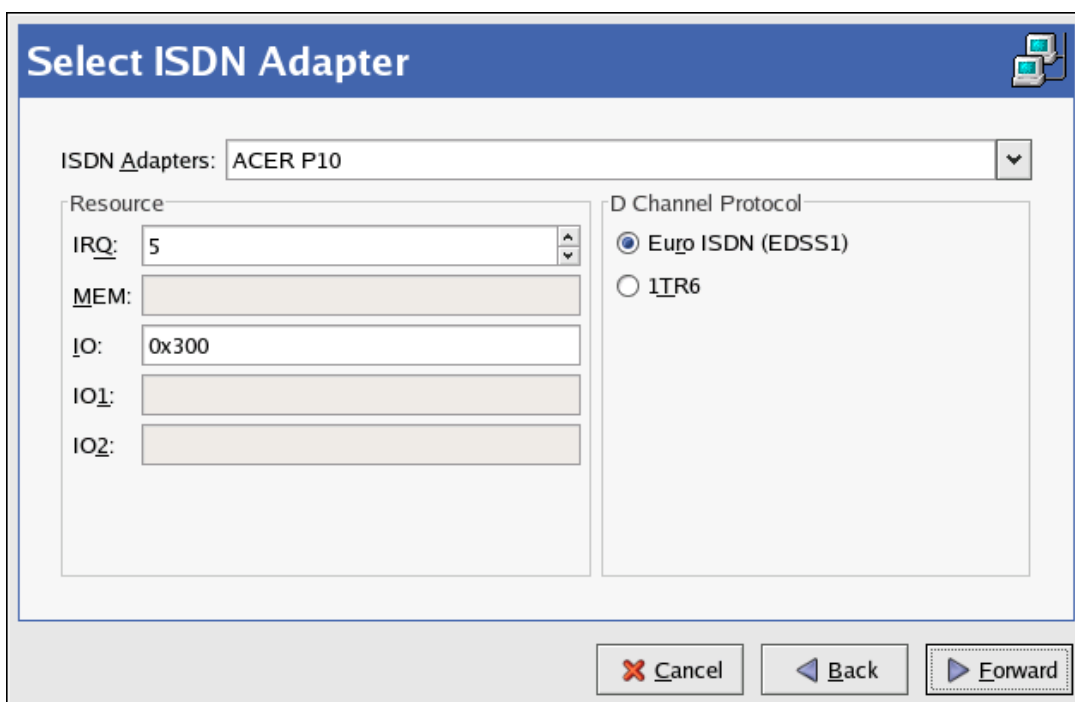 Select ISDN Adapter
ISDN Adapters: ACER P10
Resource
IRQ: 5
MEM:
IO: 0x300
IO1:
IO2:
D Channel Protocol
Euro ISDN (EDSS1)
1TR6
Cancel Back Forward